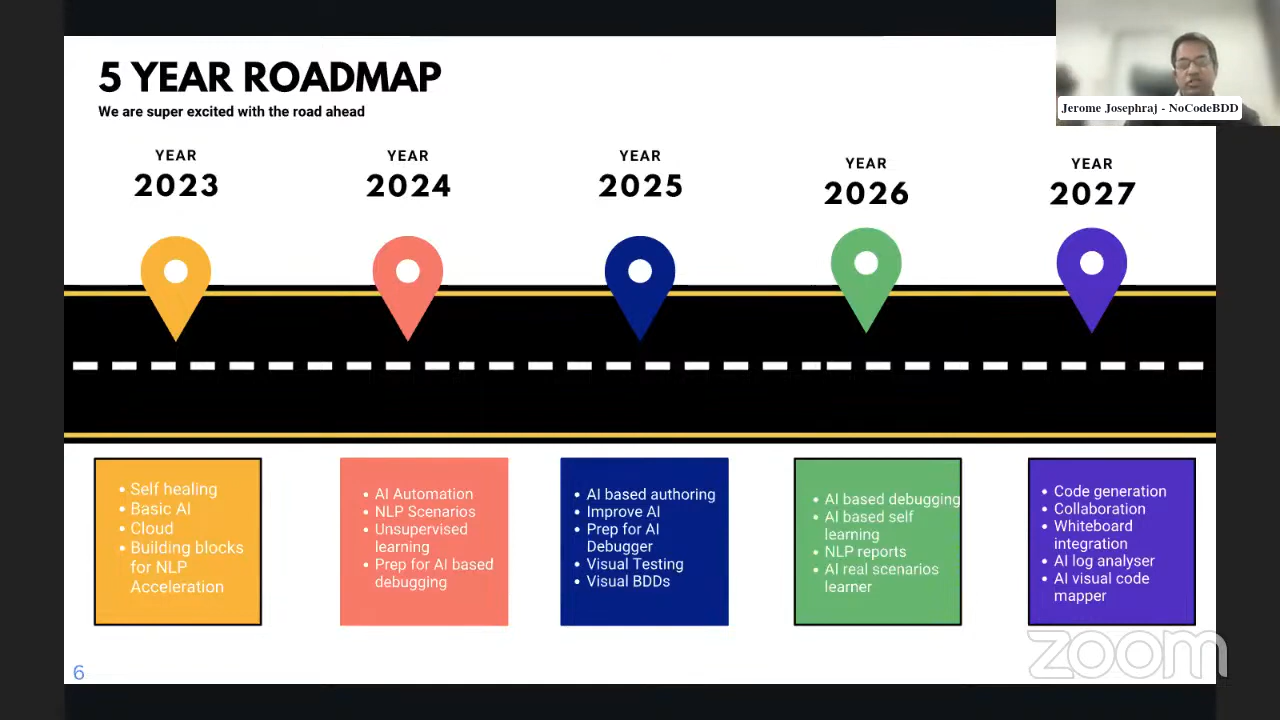 5 YEAR ROADMAP
We are super excited with the road ahead
Jerome Josephraj - NoCodeBDD
YEAR
2023
YEAR
2024
YEAR
2025
YEAR
2026
YEAR
2027
• Self healing
• Basic AI
• Cloud
• Building blocks
for NLP
Acceleration
• AI Automation
• NLP Scenarios
• Unsupervised
learning
• Prep for AI based
debugging
• AI based authoring
• Improve AI
• Prep for AI
Debugger
• Visual Testing
• Visual BDDs
• AI based debugging
• AI based self
learning
• NLP reports
• AI real scenarios
learner
• Code generation
• Collaboration
• Whiteboard
integration
• AI log analyser
• AI visual code
mapper
6
zoom